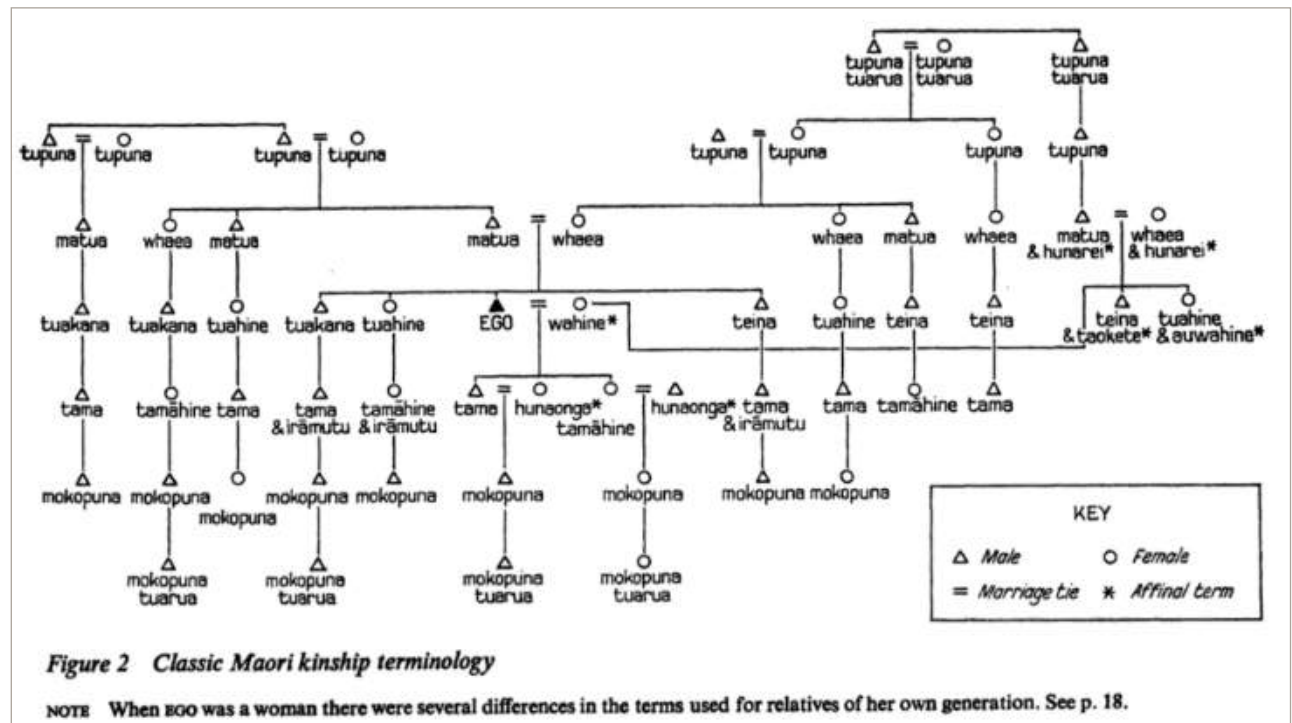 tupuna tupuna tupuna
tuarua tuarua tuarua
tupuna tupuna tupuna tupuna tupuna tupuna tupuna tupuna
matua whaea matua matua whaea whaea matua whaea matua whaea
& hunarei* & hunarei*
tuakana tuakana tuahine tuakana tuahine EGO wahine* teina tuahine teina teina teina tuahine
& taokete* & auwahine*
tama tamāhine tama tama tamāhine tama hunaonga* hunaonga* tama tama tamāhine tama
& irāmutu & irāmutu tamāhine & irāmutu
mokopuna mokopuna mokopuna mokopuna mokopuna mokopuna mokopuna mokopuna
mokopuna
mokopuna mokopuna mokopuna mokopuna
tuarua tuarua tuarua tuarua
KEY
Male Female
= Marriage tie * Affinal term
Figure 2 Classic Maori kinship terminology
NOTE When EGO was a woman there were several differences in the terms used for relatives of her own generation. See p. 18.